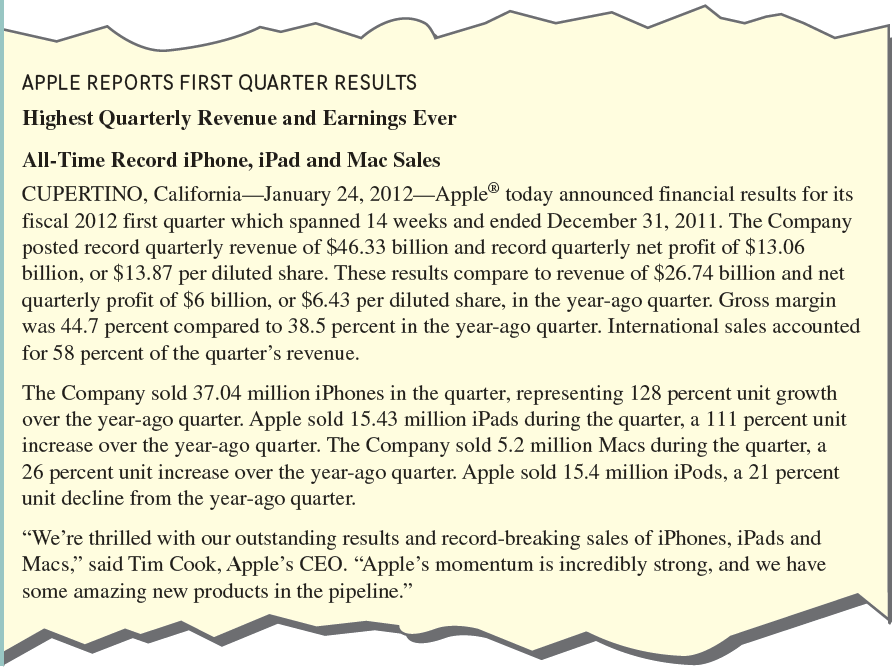 APPLE REPORTS FIRST QUARTER RESULTS
Highest Quarterly Revenue and Earnings Ever
All-Time Record iPhone, iPad and Mac Sales
CUPERTINO, California—January 24, 2012—Apple® today announced financial results for its
fiscal 2012 first quarter which spanned 14 weeks and ended December 31, 2011. The Company
posted record quarterly revenue of $46.33 billion and record quarterly net profit of $13.06
billion, or $13.87 per diluted share. These results compare to revenue of $26.74 billion and net
quarterly profit of $6 billion, or $6.43 per diluted share, in the year-ago quarter. Gross margin
was 44.7 percent compared to 38.5 percent in the year-ago quarter. International sales accounted
for 58 percent of the quarter’s revenue.
The Company sold 37.04 million iPhones in the quarter, representing 128 percent unit growth
over the year-ago quarter. Apple sold 15.43 million iPads during the quarter, a 111 percent unit
increase over the year-ago quarter. The Company sold 5.2 million Macs during the quarter, a
26 percent unit increase over the year-ago quarter. Apple sold 15.4 million iPods, a 21 percent
unit decline from the year-ago quarter.
“We’re thrilled with our outstanding results and record-breaking sales of iPhones, iPads and
Macs,” said Tim Cook, Apple’s CEO. “Apple’s momentum is incredibly strong, and we have
some amazing new products in the pipeline.”